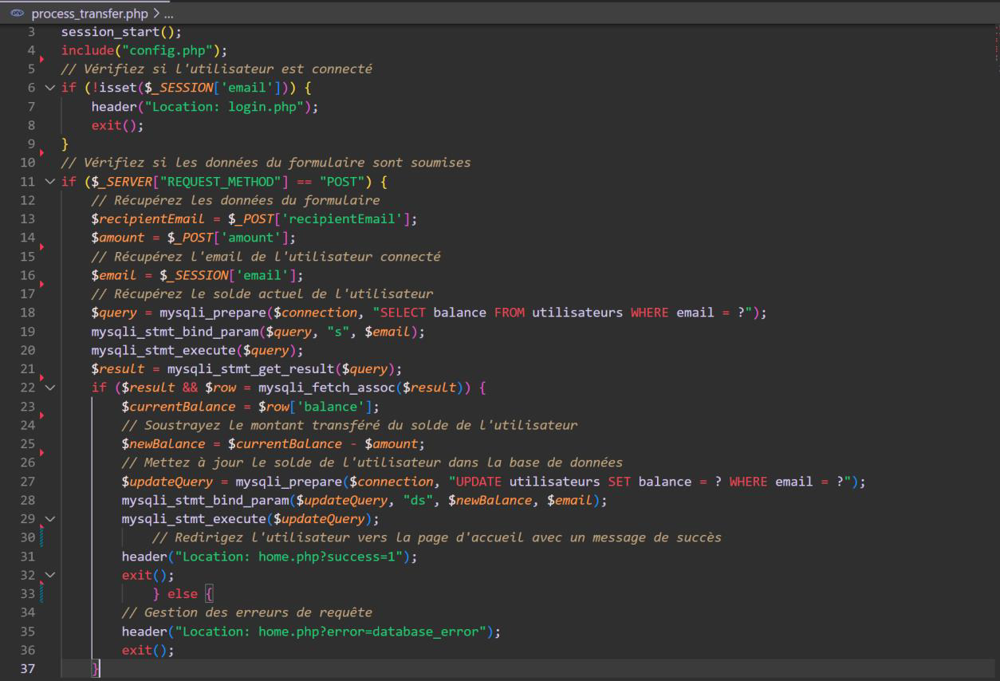 process_transfer.php > ...
3 session_start();
4 include("config.php");
5 // Vérifiez si l'utilisateur est connecté
6 if (!isset($_SESSION['email'])) {
7 header("Location: login.php");
8 exit();
9 }
10 // Vérifiez si les données du formulaire sont soumises
11 if ($_SERVER["REQUEST_METHOD"] == "POST") {
12 // Récupérez les données du formulaire
13 $recipientEmail = $_POST['recipientEmail'];
14 $amount = $_POST['amount'];
15 // Récupérez l'email de l'utilisateur connecté
16 $email = $_SESSION['email'];
17 // Récupérez le solde actuel de l'utilisateur
18 $query = mysqli_prepare($connection, "SELECT balance FROM utilisateurs WHERE email = ?");
19 mysqli_stmt_bind_param($query, "s", $email);
20 mysqli_stmt_execute($query);
21 $result = mysqli_stmt_get_result($query);
22 if ($result && $row = mysqli_fetch_assoc($result)) {
23 $currentBalance = $row['balance'];
24 // Soustrayez le montant transféré du solde de l'utilisateur
25 $newBalance = $currentBalance - $amount;
26 // Mettez à jour le solde de l'utilisateur dans la base de données
27 $updateQuery = mysqli_prepare($connection, "UPDATE utilisateurs SET balance = ? WHERE email = ?");
28 mysqli_stmt_bind_param($updateQuery, "ds", $newBalance, $email);
29 mysqli_stmt_execute($updateQuery);
30 // Redirigez l'utilisateur vers la page d'accueil avec un message de succès
31 header("Location: home.php?success=1");
32 exit();
33 } else {
34 // Gestion des erreurs de requête
35 header("Location: home.php?error=database_error");
36 exit();
37 }